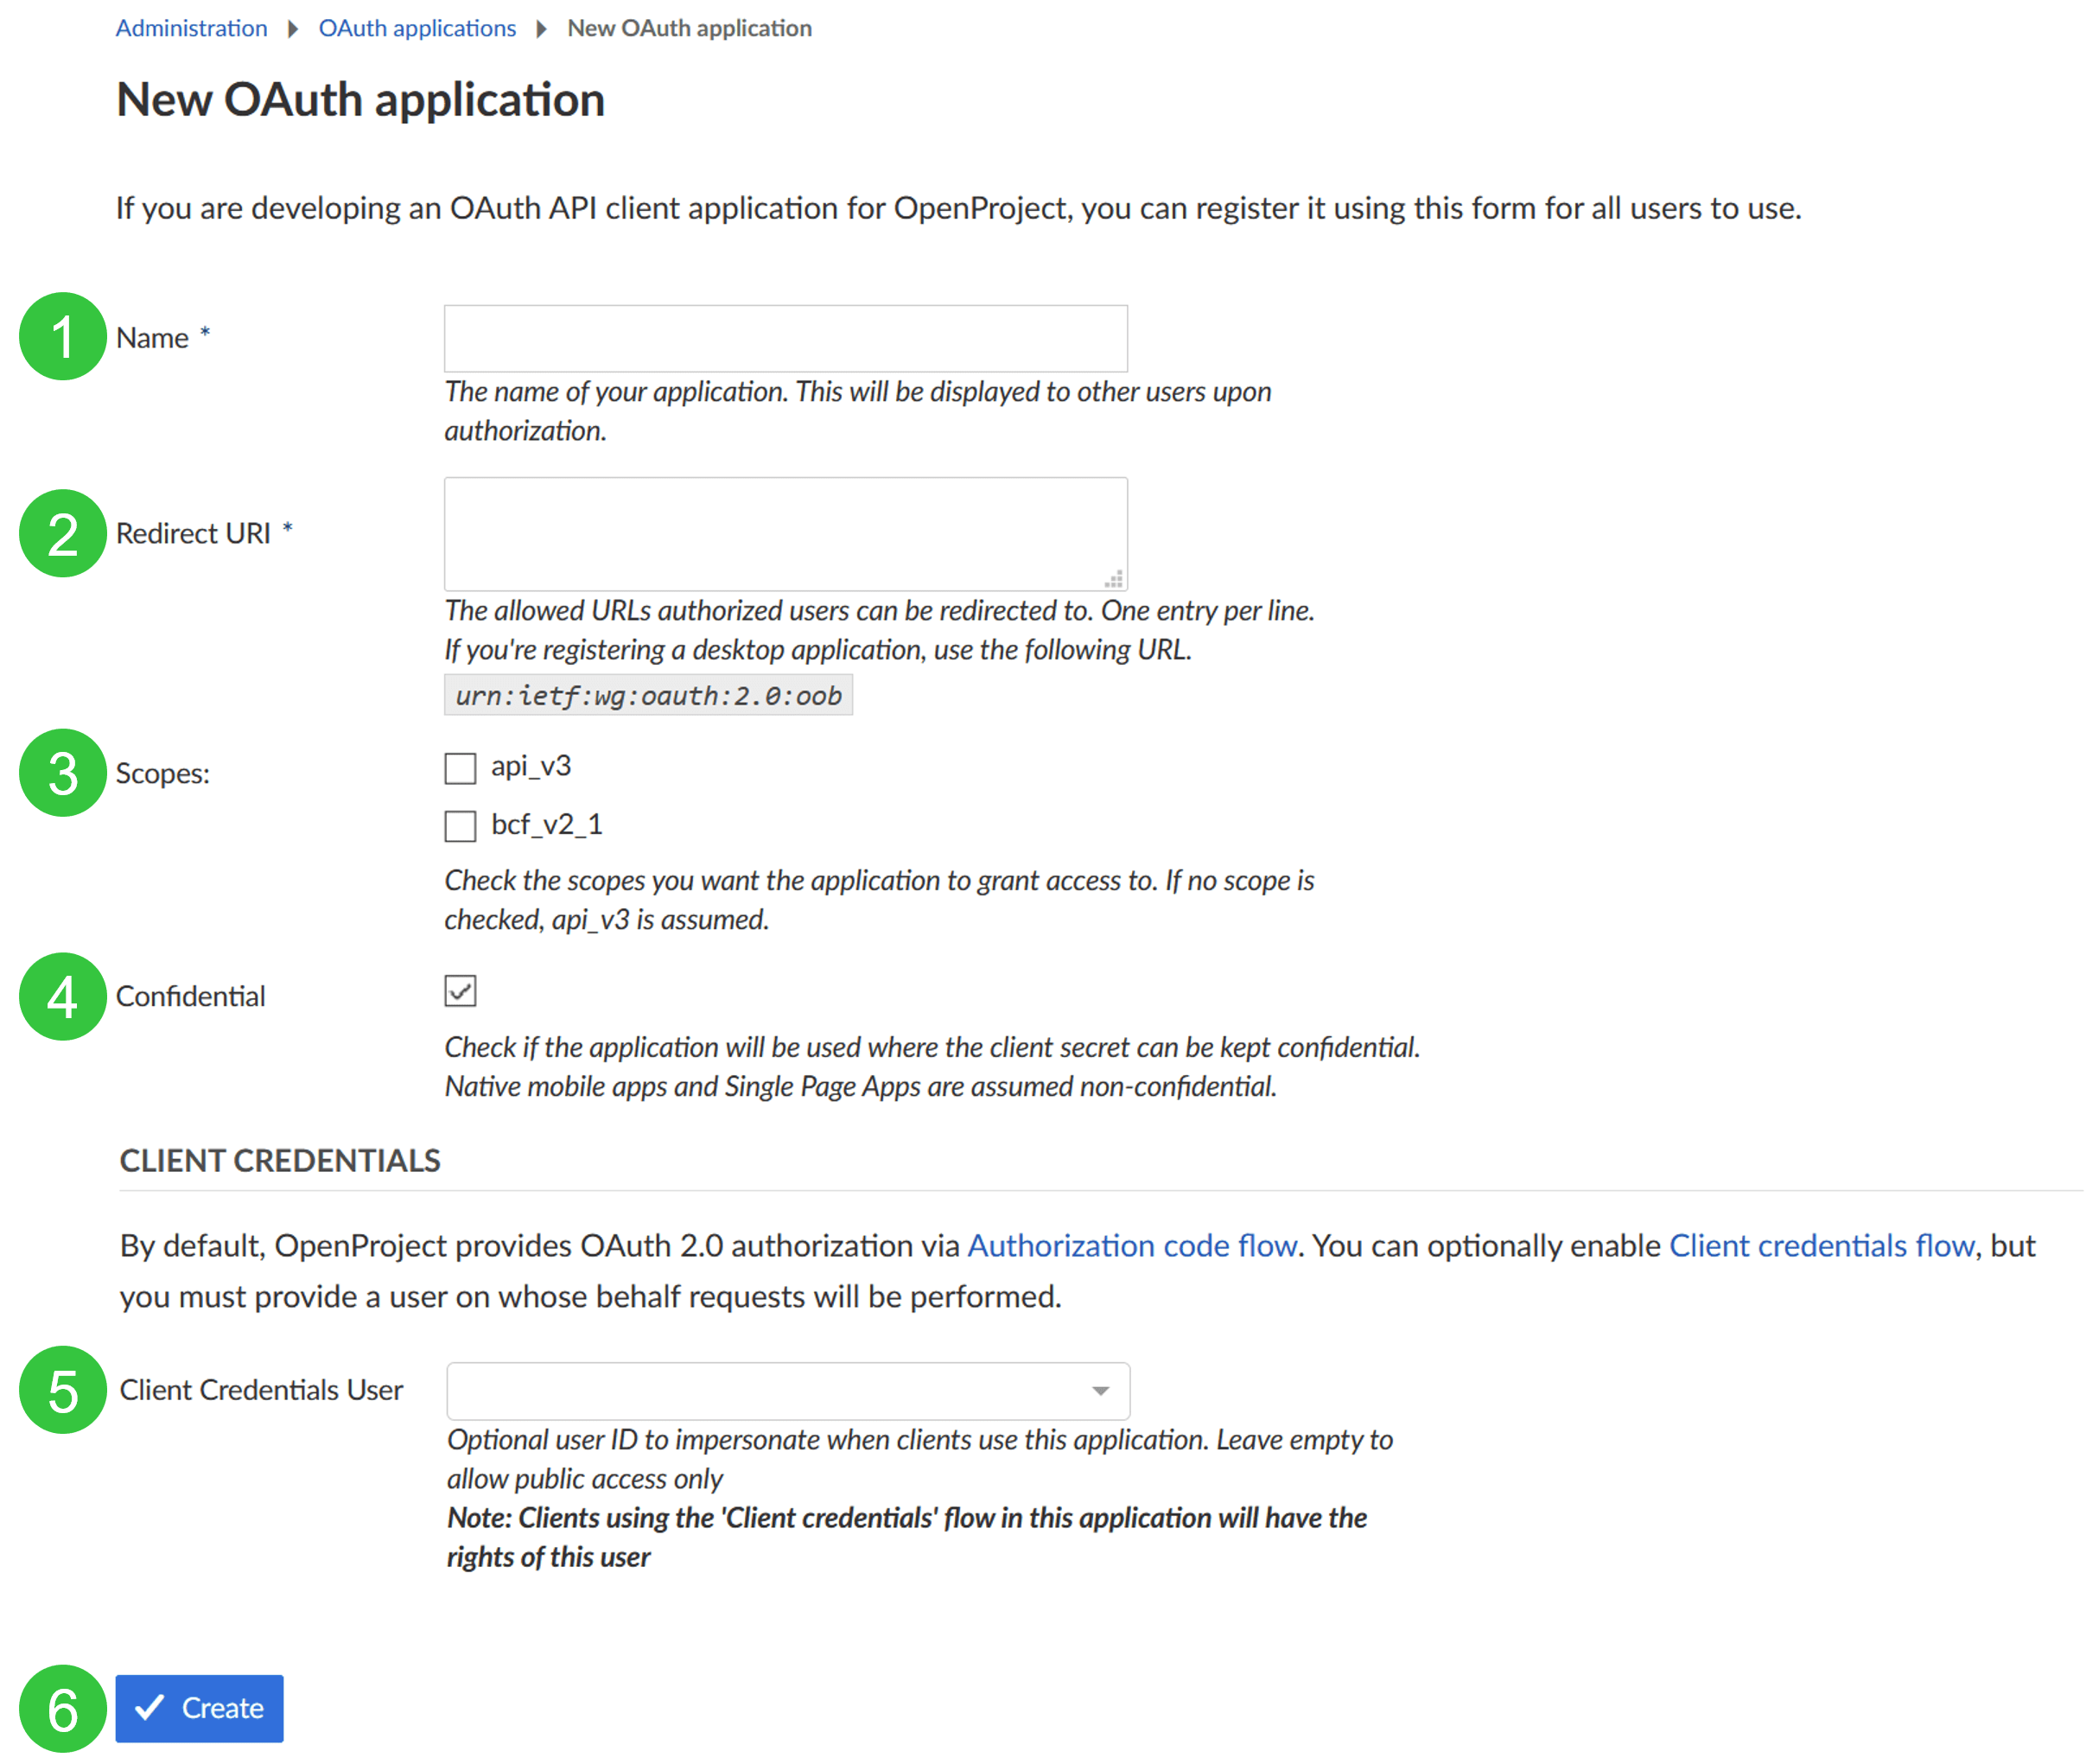 Administration OAuth applications New OAuth application
New OAuth application
If you are developing an OAuth API client application for OpenProject, you can register it using this form for all users to use.
1 Name *
The name of your application. This will be displayed to other users upon
authorization.
2 Redirect URI *
The allowed URLs authorized users can be redirected to. One entry per line.
If you're registering a desktop application, use the following URL.
urn:ietf:wg:oauth:2.0:oob
3 Scopes: api_v3
bcf_v2_1
Check the scopes you want the application to grant access to. If no scope is
checked, api_v3 is assumed.
4 Confidential
Check if the application will be used where the client secret can be kept confidential.
Native mobile apps and Single Page Apps are assumed non-confidential.
CLIENT CREDENTIALS
By default, OpenProject provides OAuth 2.0 authorization via Authorization code flow. You can optionally enable Client credentials flow, but
you must provide a user on whose behalf requests will be performed.
5 Client Credentials User
Optional user ID to impersonate when clients use this application. Leave empty to
allow public access only
Note: Clients using the 'Client credentials' flow in this application will have the
rights of this user
6 Create